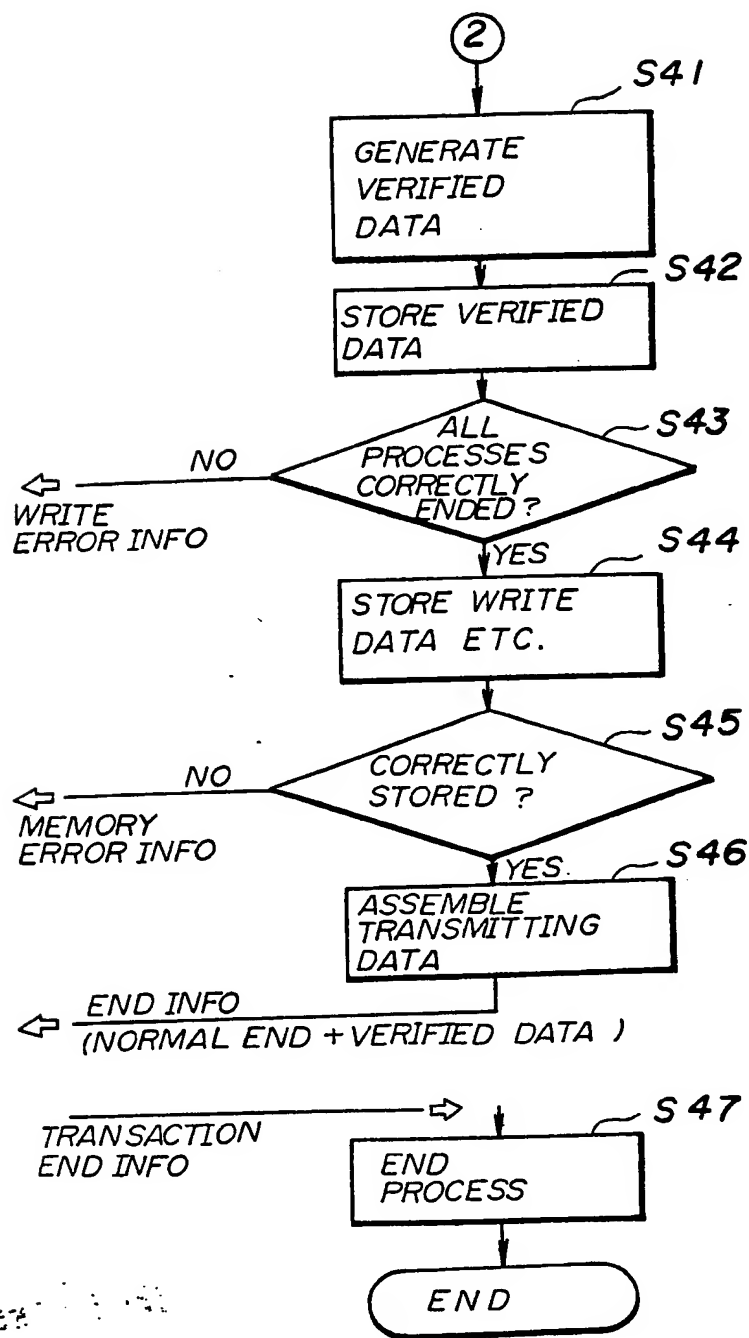 2
S41
GENERATE
VERIFIED
DATA
S42
STORE VERIFIED
DATA
S43
ALL
PROCESSES
CORRECTLY
ENDED ?
NO
WRITE
ERROR INFO
YES
S44
STORE WRITE
DATA ETC.
S45
CORRECTLY
STORED ?
NO
MEMORY
ERROR INFO
YES.
S46
ASSEMBLE
TRANSMITTING
DATA
END INFO
(NORMAL END + VERIFIED DATA )
TRANSACTION
END INFO
S47
END
PROCESS
END